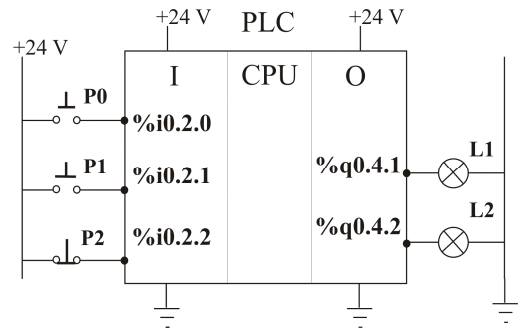 +24 V PLC +24 V
+24 V
I CPU O
P0
%i0.2.0
P1
%i0.2.1
%q0.4.1
L1
P2
%i0.2.2
%q0.4.2
L2